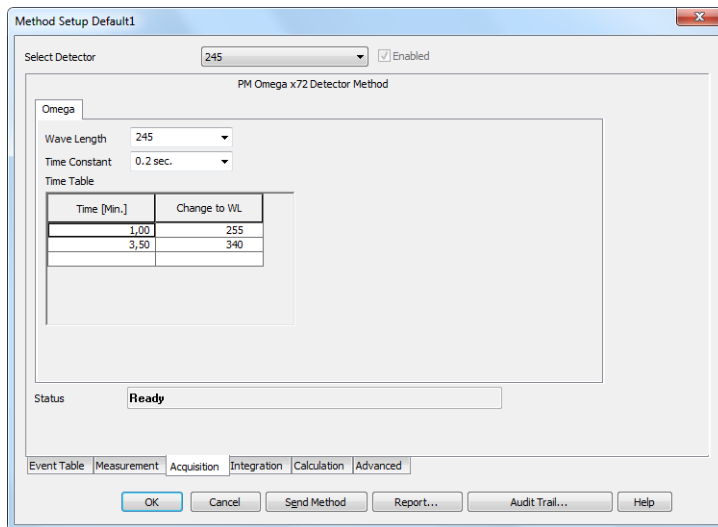 Method Setup Default1
x
Select Detector 245 Enabled
PM Omega x72 Detector Method
Omega
Wave Length 245
Time Constant 0.2 sec.
Time Table
Time [Min.] Change to WL
1,00 255
3,50 340
Status Ready
Event Table Measurement Acquisition Integration Calculation Advanced
OK Cancel Send Method Report... Audit Trail... Help